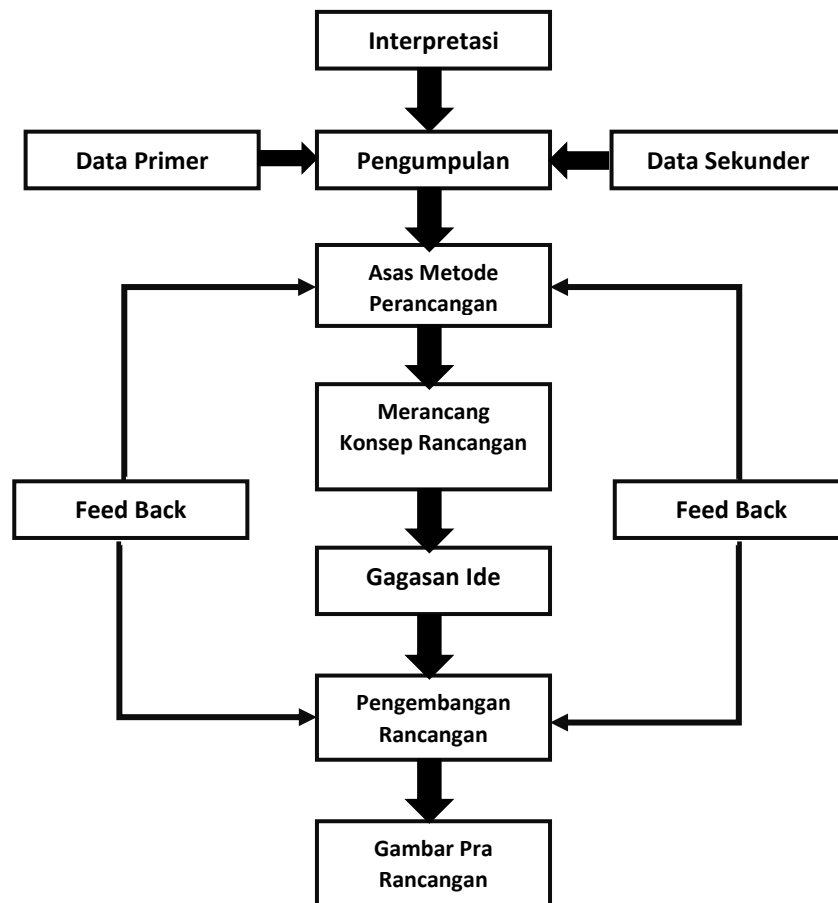 Interpretasi
Data Primer
Pengumpulan
Data Sekunder
Asas Metode
Perancangan
Merancang
Konsep Rancangan
Feed Back
Feed Back
Gagasan Ide
Pengembangan
Rancangan
Gambar Pra
Rancangan